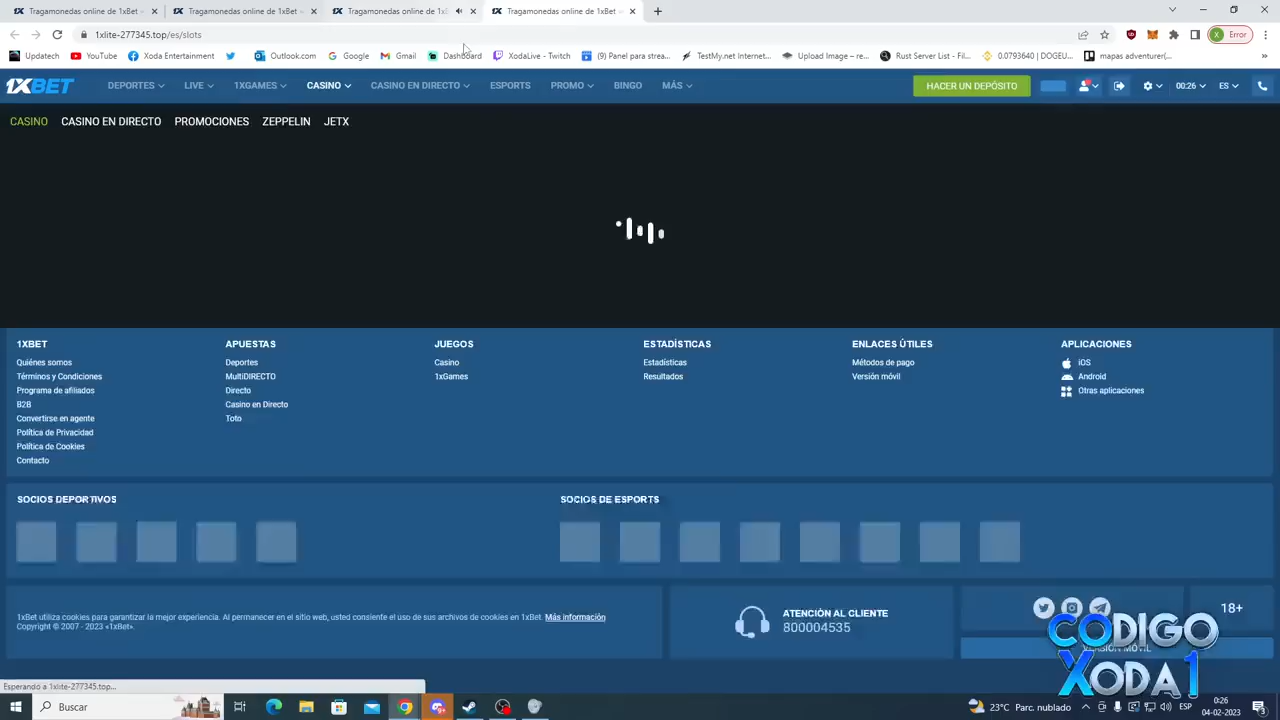 Tragamonedas online de 1xBet
Tragamonedas online de 1xBet
Tragamonedas online de 1xB
Tragamonedas online de 1xBet
1xlite-277345.top/es/slots
Error
Updatech
YouTube
Xoda Entertainment
Outlook.com
Google
Gmail
DashBoard
XodaLive - Twitch
(9) Panel para strea...
TestMy.net Internet...
Upload Image – re...
Rust Server List - Fil...
0.0793640 | DOGEU...
mapas adventurer(...
1XBET
DEPORTES
LIVE
1XGAMES
CASINO
CASINO EN DIRECTO
ESPORTS
PROMO
BINGO
MÁS
HACER UN DEPÓSITO
00:26
ES
CASINO
CASINO EN DIRECTO
PROMOCIONES
ZEPPELIN
JETX
1XBET
Quiénes somos
Términos y Condiciones
Programa de afiliados
B2B
Convertirse en agente
Política de Privacidad
Política de Cookies
Contacto
APUESTAS
Deportes
MultiDIRECTO
Directo
Casino en Directo
Toto
JUEGOS
Casino
1xGames
ESTADÍSTICAS
Estadísticas
Resultados
ENLACES ÚTILES
Métodos de pago
Versión móvil
APLICACIONES
iOS
Android
Otras aplicaciones
SOCIOS DEPORTIVOS
SOCIOS DE ESPORTS
1xBet utiliza cookies para garantizar la mejor experiencia. Al permanecer en el sitio web, usted consiente el uso de sus archivos de cookies en 1xBet. Más información
Copyright © 2007 - 2023 «1xBet».
ATENCIÓN AL CLIENTE
800004535
18+
VERSIÓN MÓVIL
CODIGO
XODA1
Esperando a 1xlite-277345.top...
Buscar
23°C Parc. nublado
ESP
0:26
04-02-2023